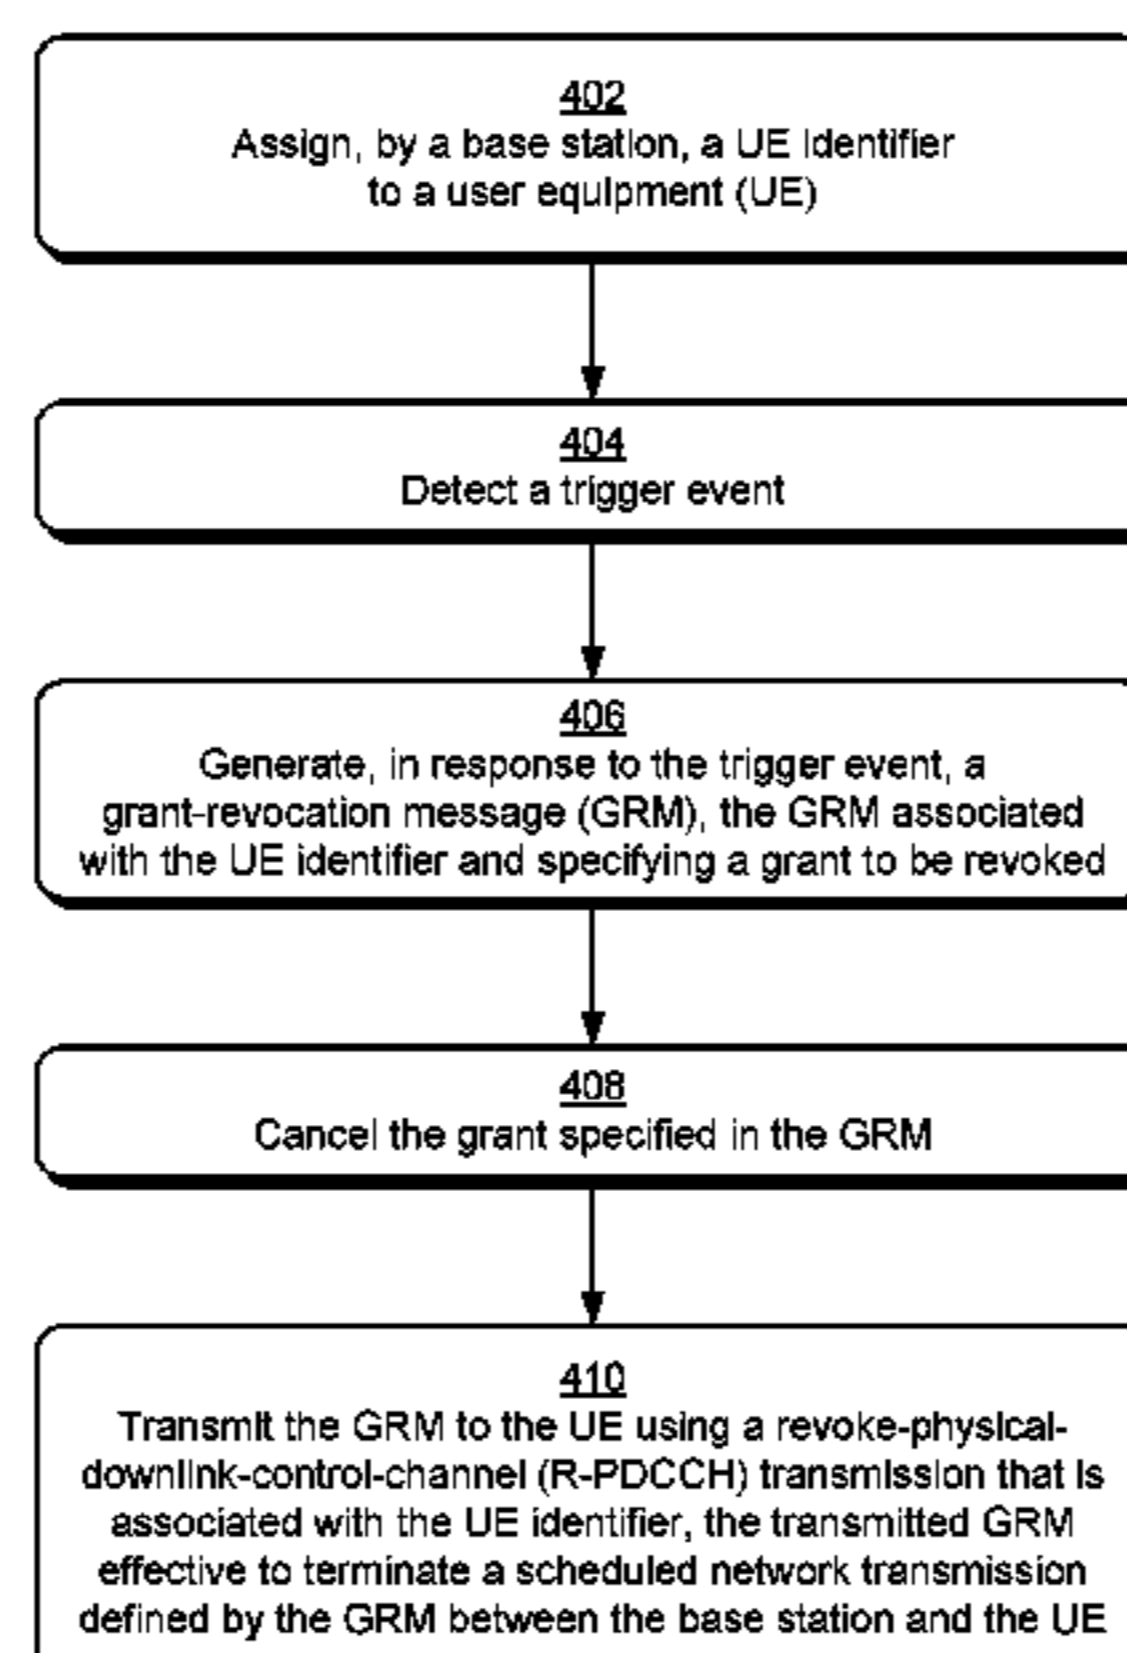 402
Assign, by a base station, a UE identifier
to a user equipment (UE)
404
Detect a trigger event
406
Generate, in response to the trigger event, a
grant-revocation message (GRM), the GRM associated
with the UE identifier and specifying a grant to be revoked
408
Cancel the grant specified in the GRM
410
Transmit the GRM to the UE using a revoke-physical-
downlink-control-channel (R-PDCCH) transmission that is
associated with the UE identifier, the transmitted GRM
effective to terminate a scheduled network transmission
defined by the GRM between the base station and the UE